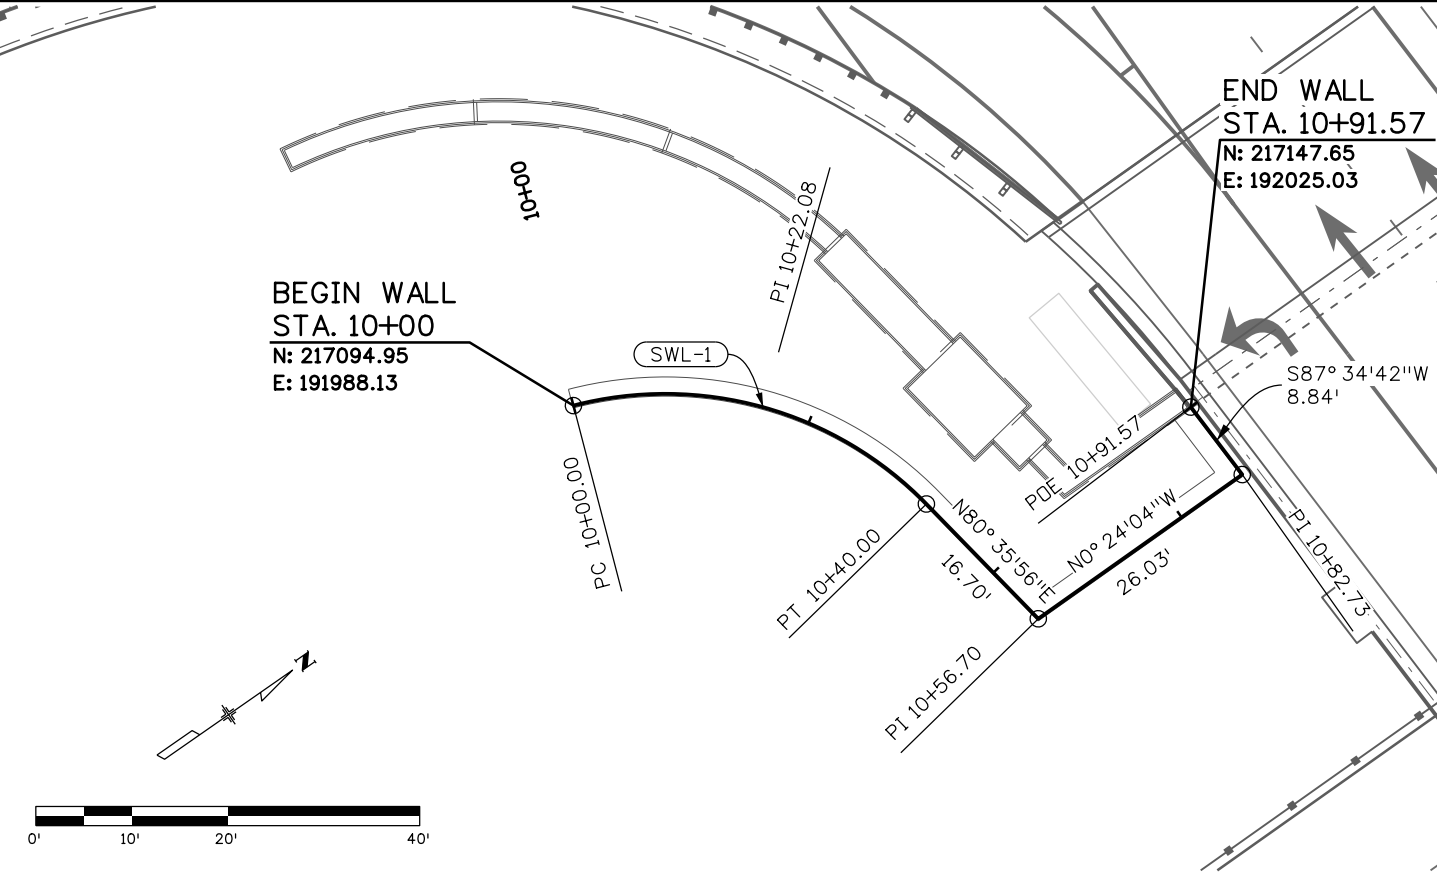 END WALL
STA. 10+91.57
N: 217147.65
E: 192025.03
10+00
PI 10+22.08
BEGIN WALL
STA. 10+00
N: 217094.95
E: 191988.13
SWL-1
S87° 34'42"W
8.84'
POE 10+91.57
PC 10+00.00
N80° 35'56"E
16.70'
N0° 24'04"W
26.03'
PT 10+40.00
PI 10+82.73
PI 10+56.70
N
0' 10' 20' 40'